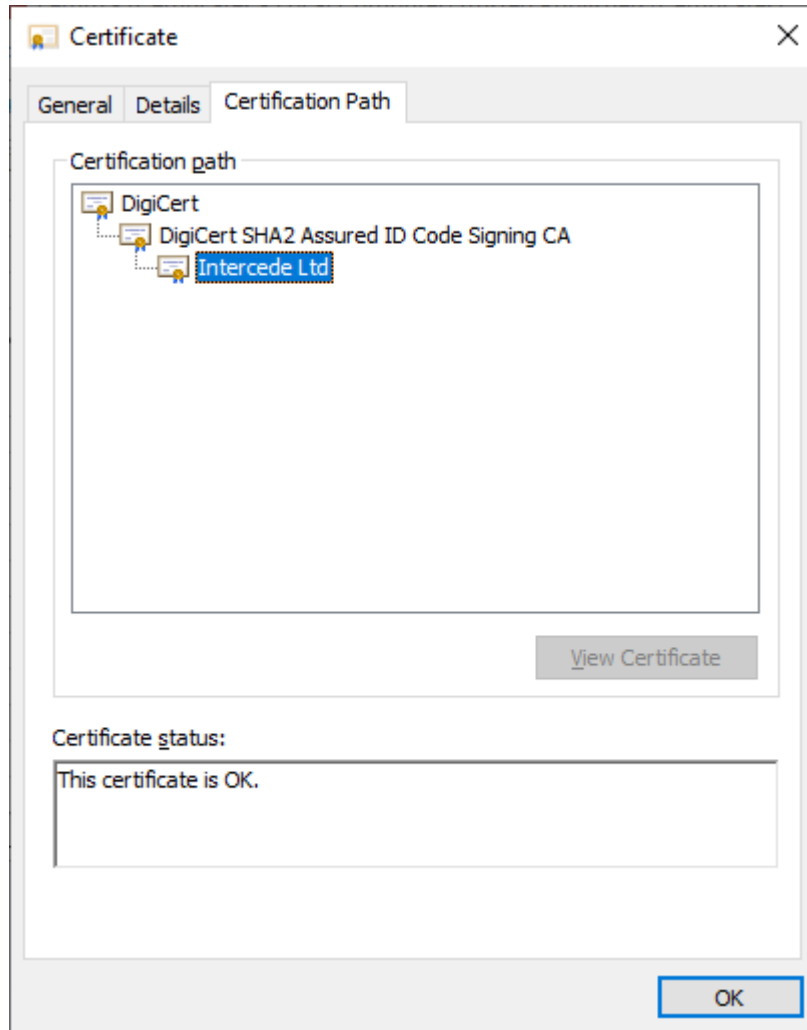 Certificate
General
Details
Certification Path
Certification path
DigiCert
DigiCert SHA2 Assured ID Code Signing CA
Intercede Ltd
View Certificate
Certificate status:
This certificate is OK.
OK